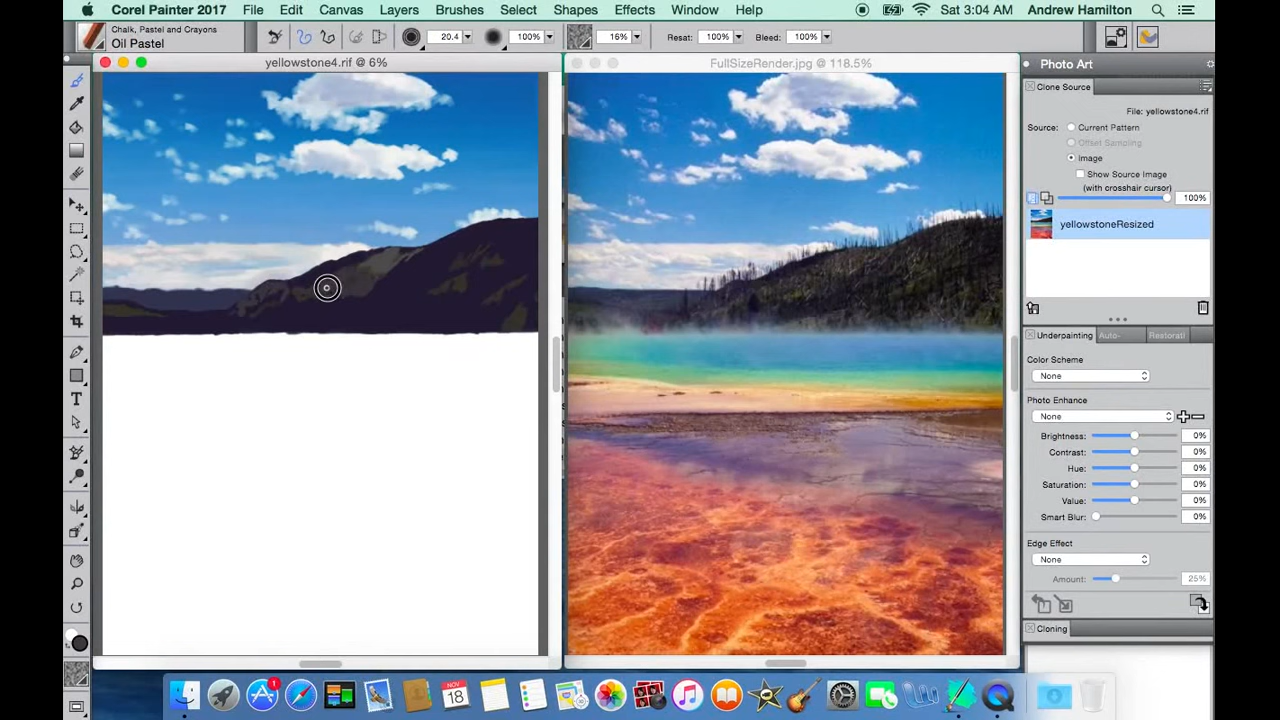 Corel Painter 2017 File Edit Canvas Layers Brushes Select Shapes Effects Window Help Sat 3:04 AM Andrew Hamilton
Chalk, Pastel and Crayons
Oil Pastel
20.4
100%
16%
Resat: 100%
Bleed: 100%
yellowstone4.rif @ 6%
FullSizeRender.jpg @ 118.5%
Photo Art
Clone Source
File: yellowstone4.rif
Source: Current Pattern
Offset Sampling
Image
Show Source Image
(with crosshair cursor)
100%
yellowstoneResized
Underpainting Auto- Restorati
Color Scheme
None
Photo Enhance
None
Brightness: 0%
Contrast: 0%
Hue: 0%
Saturation: 0%
Value: 0%
Smart Blur: 0%
Edge Effect
None
Amount: 25%
Cloning
T
NOV
18
1